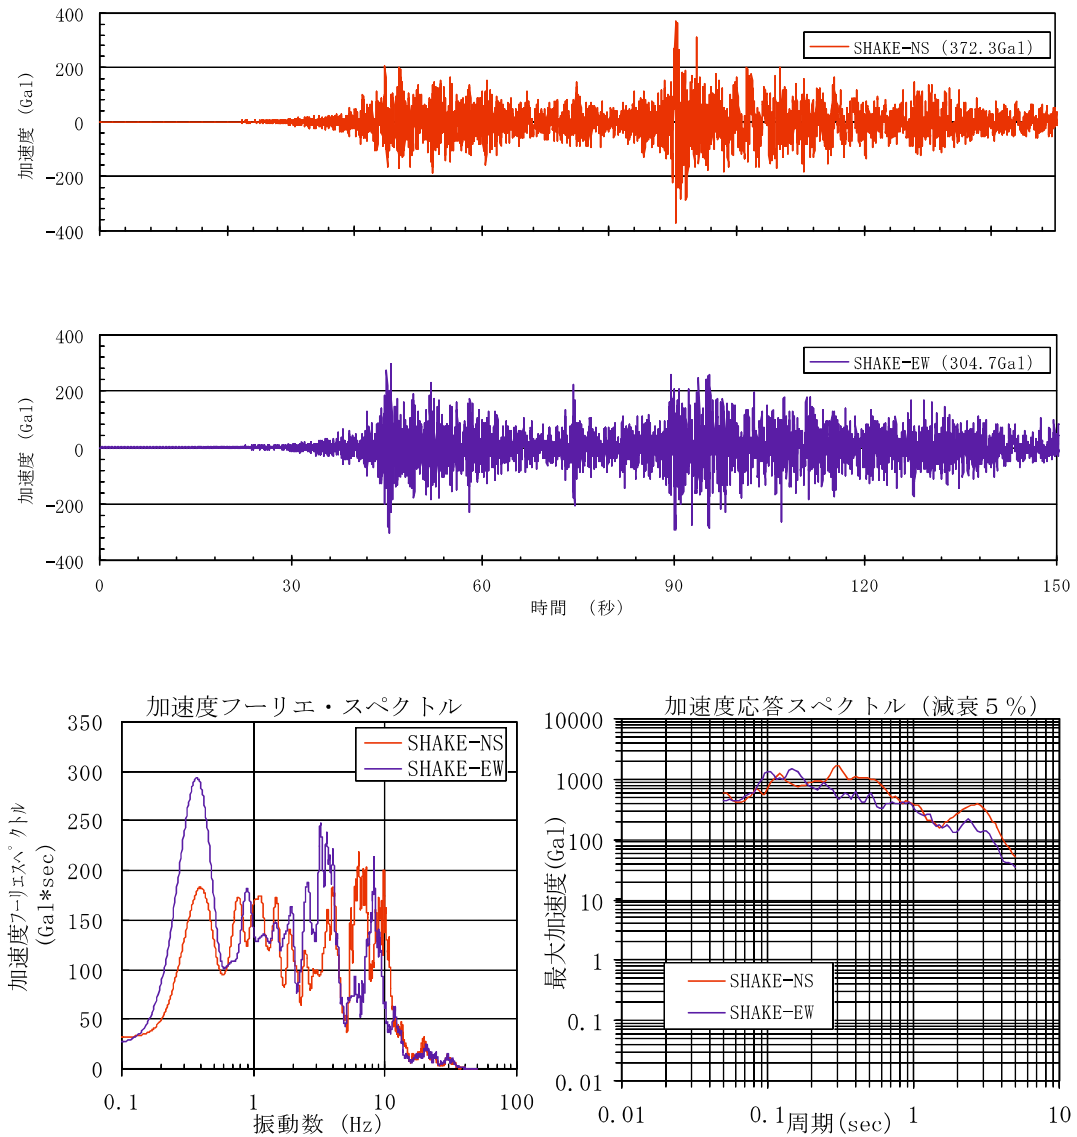 400
200
0
-200
-400
加速度 (Gal)
SHAKE-NS (372.3Gal)
400
200
0
-200
-400
加速度 (Gal)
SHAKE-EW (304.7Gal)
0 30 60 90 120 150
時間 (秒)
加速度フーリエ・スペクトル
350
300
250
200
150
100
50
0
加速度フーリエスペクトル
(Gal*sec)
SHAKE-NS
SHAKE-EW
0.1 1 10 100
振動数 (Hz)
加速度応答スペクトル (減衰5%)
10000
1000
100
10
1
0.1
0.01
最大加速度(Gal)
SHAKE-NS
SHAKE-EW
0.01 0.1 1 10
周期(sec)